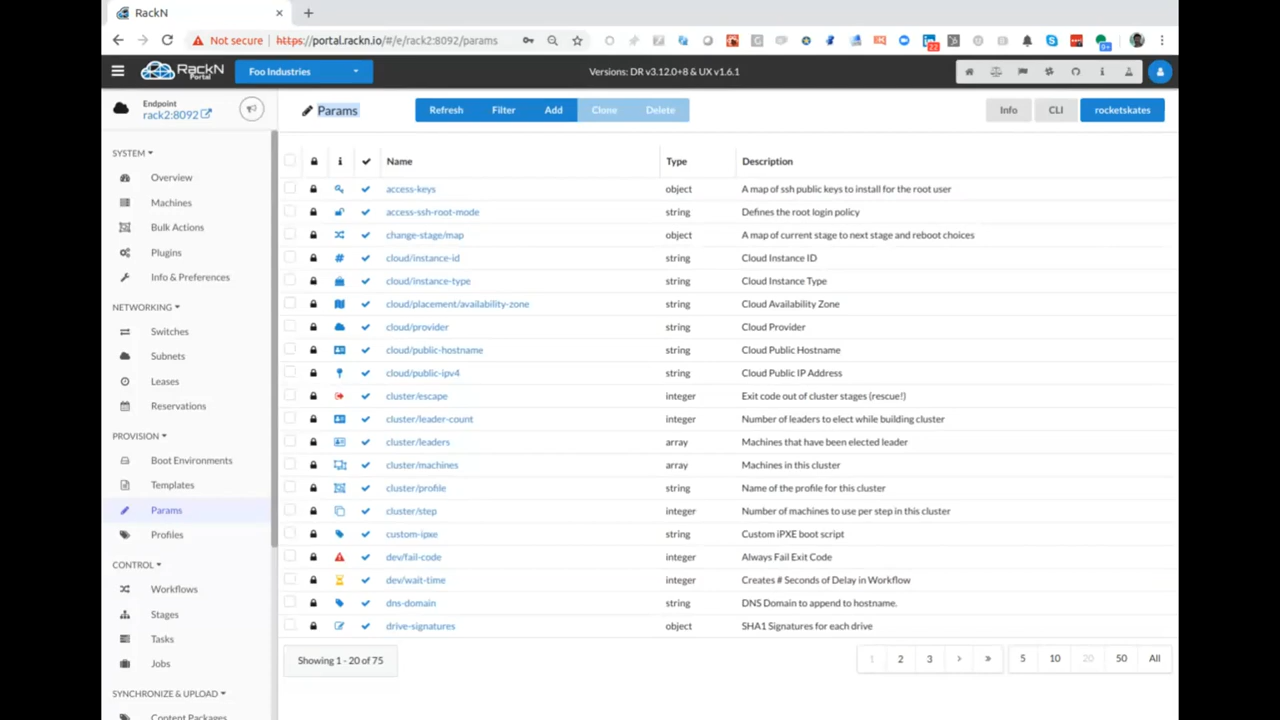 RackN
Not secure https://portal.rackn.io/#/e/rack2:8092/params
RackN Portal
Foo Industries
Versions: DR v3.12.0+8 & UX v1.6.1
Endpoint
rack2:8092
Params
Refresh Filter Add Clone Delete
Info CLI rocketskates
SYSTEM
Overview
Machines
Bulk Actions
Plugins
Info & Preferences
NETWORKING
Switches
Subnets
Leases
Reservations
PROVISION
Boot Environments
Templates
Params
Profiles
CONTROL
Workflows
Stages
Tasks
Jobs
SYNCHRONIZE & UPLOAD
Content Packages
Name Type Description
access-keys object A map of ssh public keys to install for the root user
access-ssh-root-mode string Defines the root login policy
change-stage/map object A map of current stage to next stage and reboot choices
cloud/instance-id string Cloud Instance ID
cloud/instance-type string Cloud Instance Type
cloud/placement/availability-zone string Cloud Availability Zone
cloud/provider string Cloud Provider
cloud/public-hostname string Cloud Public Hostname
cloud/public-ipv4 string Cloud Public IP Address
cluster/escape integer Exit code out of cluster stages (rescue!)
cluster/leader-count integer Number of leaders to elect while building cluster
cluster/leaders array Machines that have been elected leader
cluster/machines array Machines in this cluster
cluster/profile string Name of the profile for this cluster
cluster/step integer Number of machines to use per step in this cluster
custom-ipxe string Custom iPXE boot script
dev/fail-code integer Always Fail Exit Code
dev/wait-time integer Creates # Seconds of Delay in Workflow
dns-domain string DNS Domain to append to hostname.
drive-signatures object SHA1 Signatures for each drive
Showing 1 - 20 of 75
1 2 3 › » 5 10 20 50 All